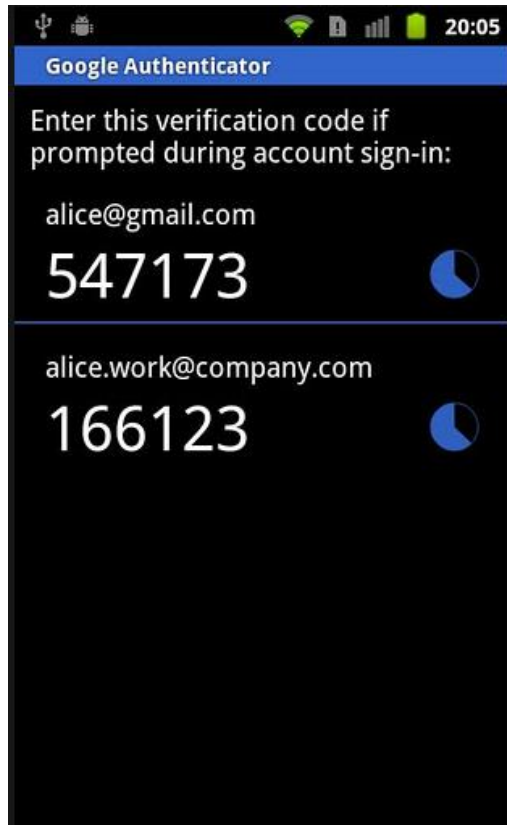 20:05
Google Authenticator
Enter this verification code if
prompted during account sign-in:
alice@gmail.com
547173
alice.work@company.com
166123